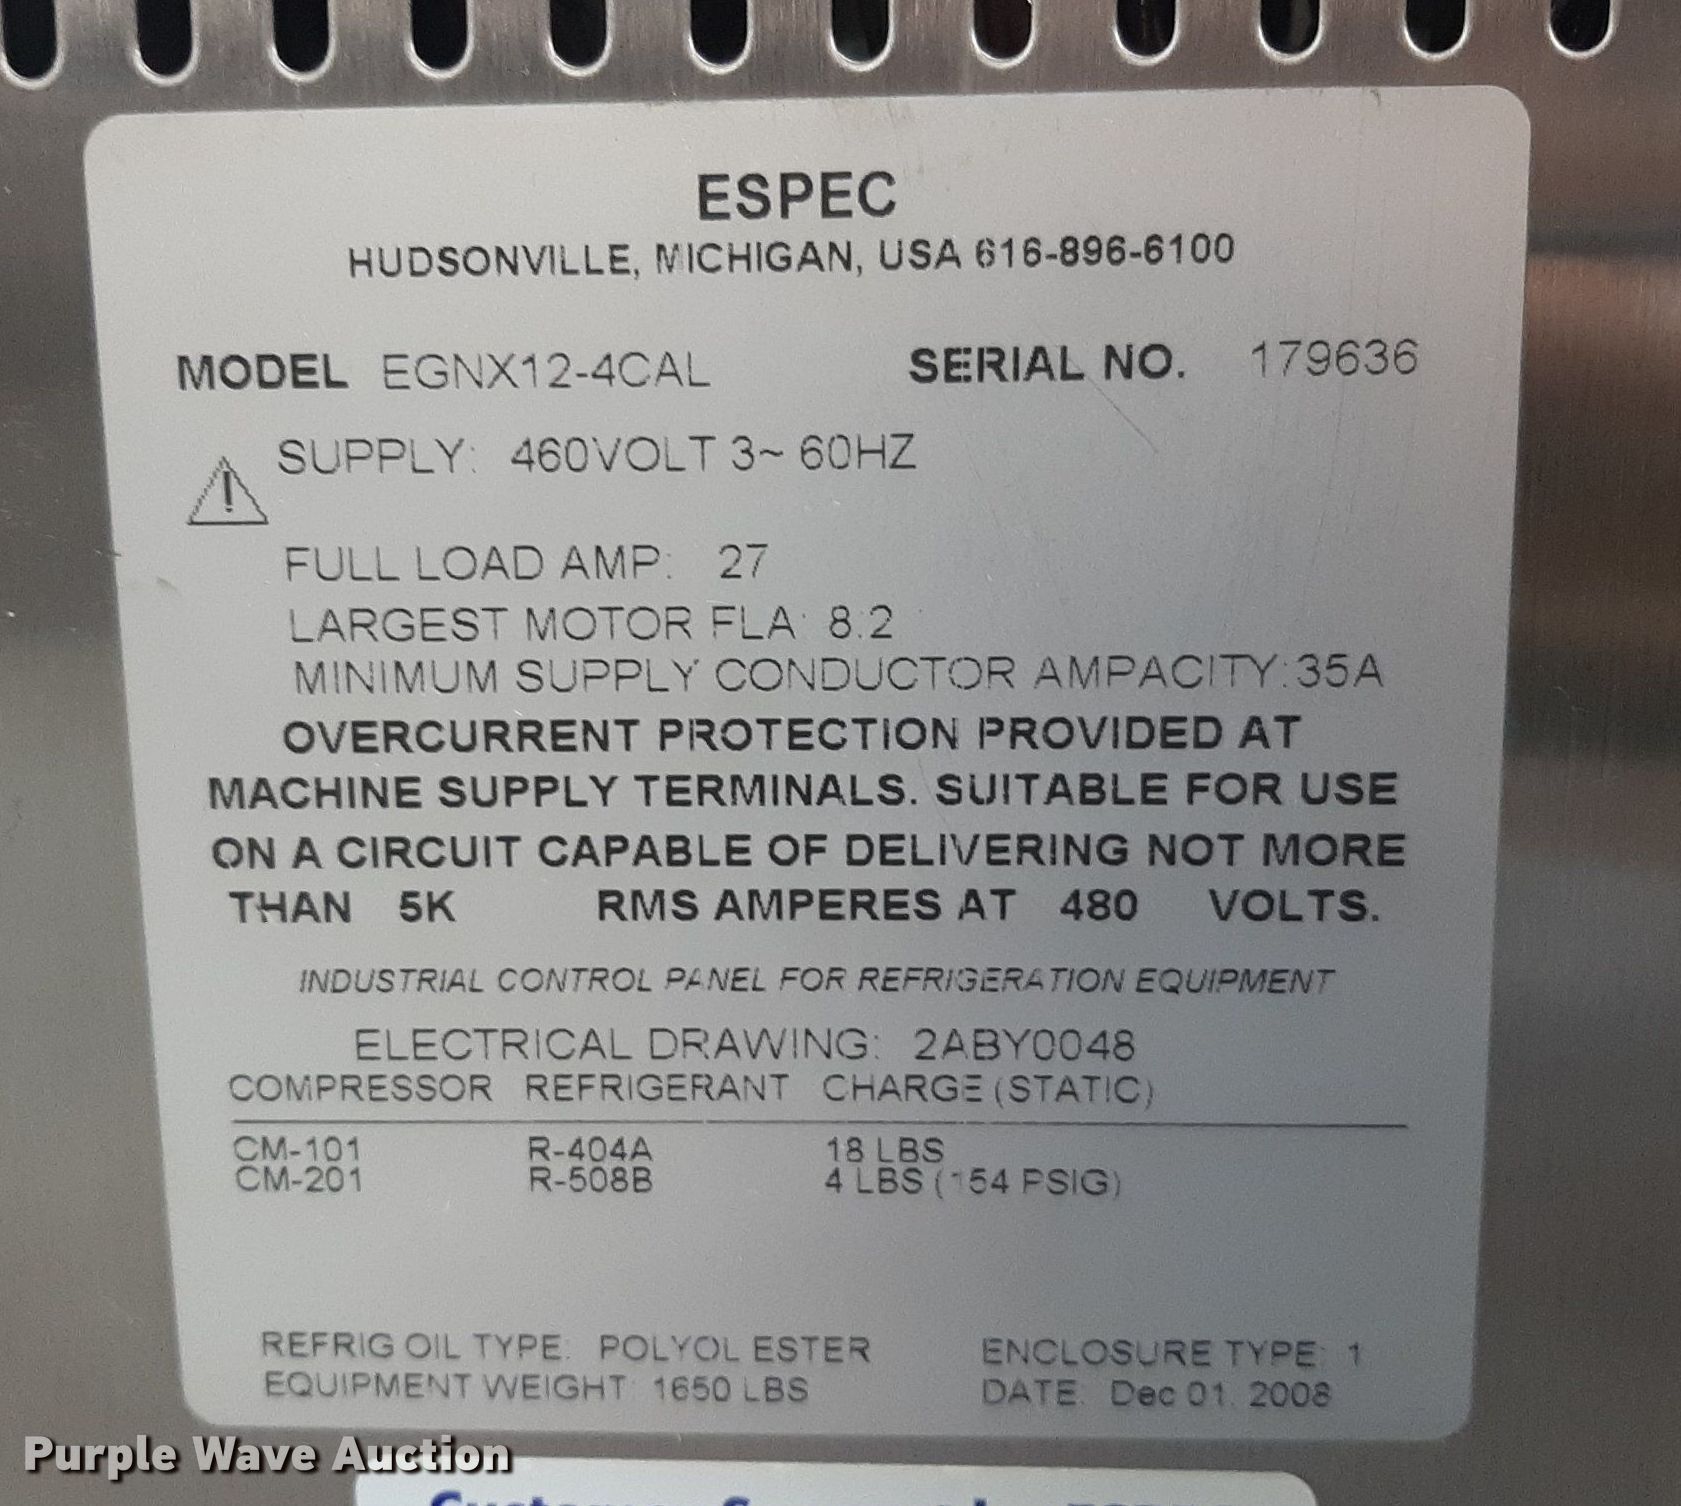 ESPEC
HUDSONVILLE, MICHIGAN, USA 616-896-6100
MODEL EGNX12-4CAL SERIAL NO. 179636
SUPPLY: 460VOLT 3~ 60HZ
FULL LOAD AMP: 27
LARGEST MOTOR FLA: 8.2
MINIMUM SUPPLY CONDUCTOR AMPACITY:35A
OVERCURRENT PROTECTION PROVIDED AT
MACHINE SUPPLY TERMINALS. SUITABLE FOR USE
ON A CIRCUIT CAPABLE OF DELIVERING NOT MORE
THAN 5K RMS AMPERES AT 480 VOLTS.
INDUSTRIAL CONTROL PANEL FOR REFRIGERATION EQUIPMENT
ELECTRICAL DRAWING: 2ABY0048
COMPRESSOR REFRIGERANT CHARGE (STATIC)
CM-101 R-404A 18 LBS
CM-201 R-508B 4 LBS (154 PSIG)
REFRIG OIL TYPE: POLYOL ESTER ENCLOSURE TYPE: 1
EQUIPMENT WEIGHT: 1650 LBS DATE: Dec 01, 2008
Purple Wave Auction